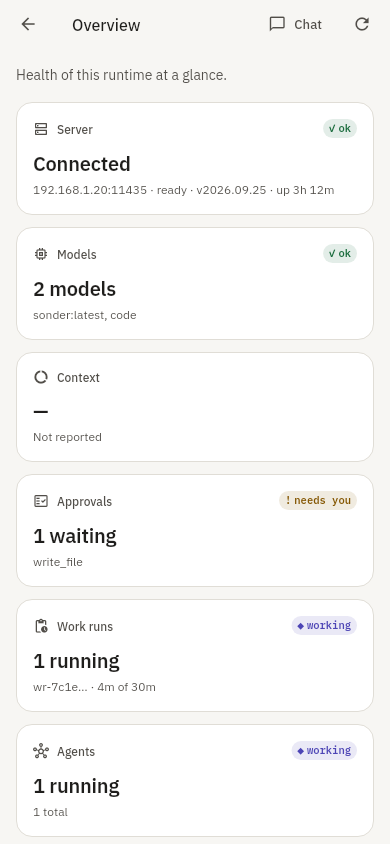 Overview
Chat
Health of this runtime at a glance.
Server
✓ ok
Connected
192.168.1.20:11435 · ready · v2026.09.25 · up 3h 12m
Models
✓ ok
2 models
sonder:latest, code
Context
—
Not reported
Approvals
! needs you
1 waiting
write_file
Work runs
◆ working
1 running
wr-7c1e… · 4m of 30m
Agents
◆ working
1 running
1 total